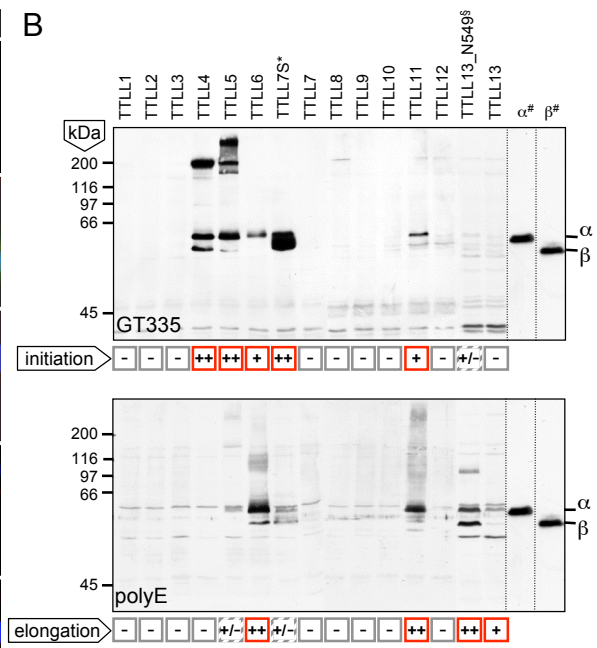 B
TTLL1 TTLL2 TTLL3 TTLL4 TTLL5 TTLL6 TTLL7S* TTLL7 TTLL8 TTLL9 TTLL10 TTLL11 TTLL12 TTLL13_N549§ TTLL13 α# β#
kDa
200
116
97
66
45
α
β
GT335
initiation - - - ++ ++ + ++ - - - - + - +/- -
200
116
97
66
45
α
β
polyE
elongation - - - - +/- ++ +/- - - - - ++ - ++ +